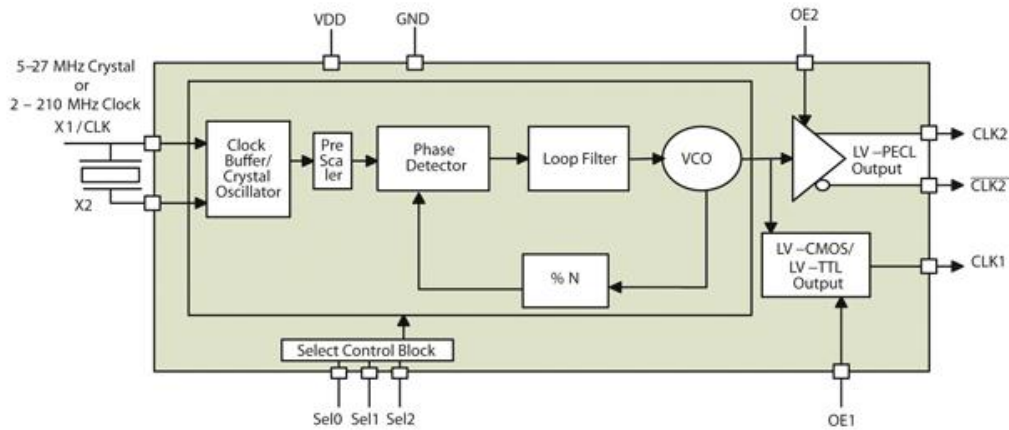 VDD
GND
OE2
5–27 MHz Crystal
or
2 – 210 MHz Clock
X1/CLK
X2
Clock
Buffer/
Crystal
Oscillator
Pre
Sca
ler
Phase
Detector
Loop Filter
VCO
LV –PECL
Output
CLK2
CLK2
% N
LV –CMOS/
LV –TTL
Output
CLK1
Select Control Block
Sel0
Sel1
Sel2
OE1